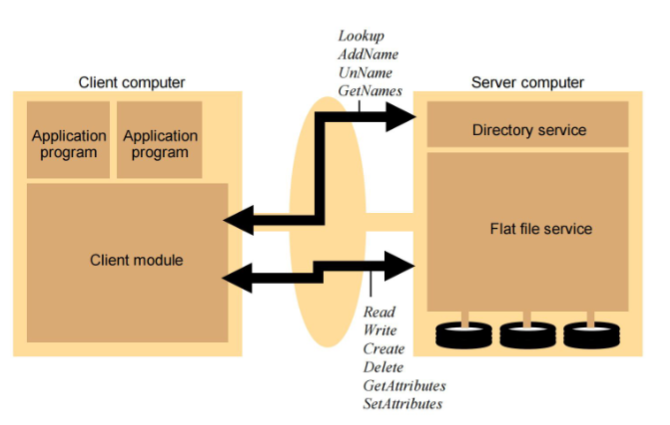 Lookup
AddName
UnName
GetNames
Client computer
Server computer
Application
program
Application
program
Directory service
Client module
Flat file service
Read
Write
Create
Delete
GetAttributes
SetAttributes